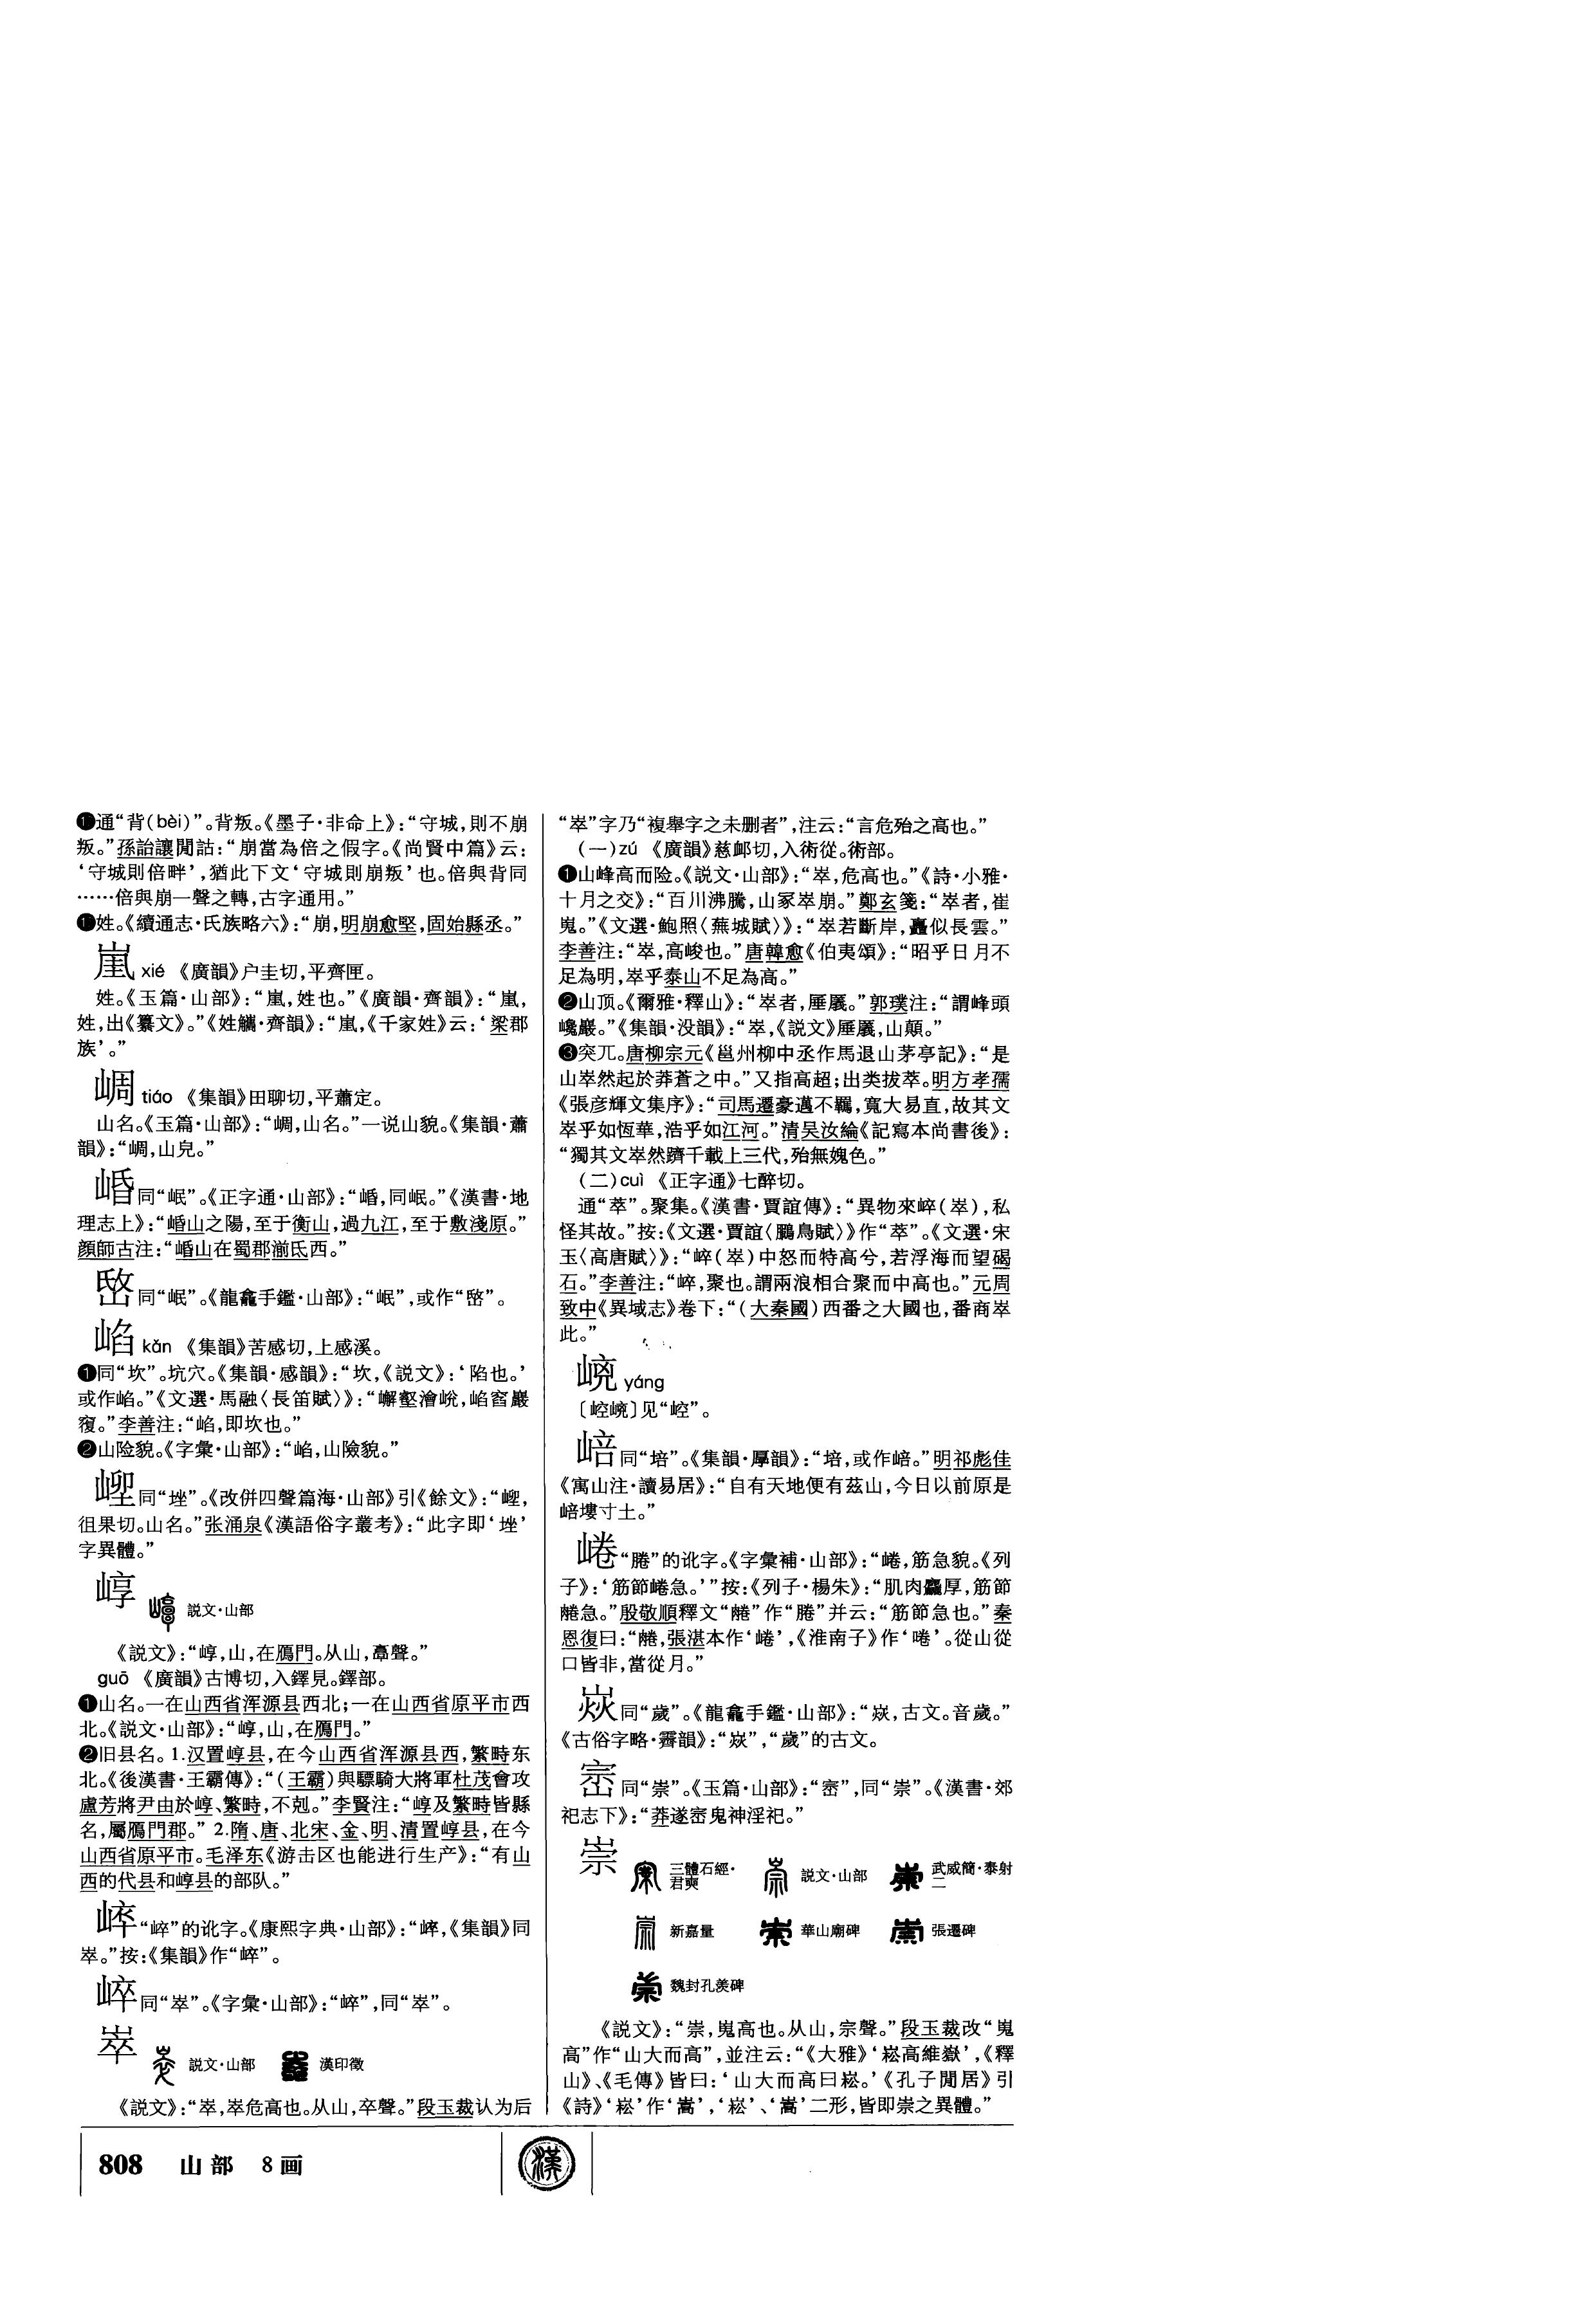 ❶通“背(bèi)”。背叛。《墨子·非命上》：“守城，則不崩
叛。”孫詒讓閒詁：“崩當為倍之假字。《尚賢中篇》云：
‘守城則倍畔’，猶此下文‘守城則崩叛’也。倍與背同
……倍與崩一聲之轉，古字通用。”
❶姓。《續通志·氏族略六》：“崩，明崩愈堅，固始縣丞。”
嵐 xié 《廣韻》户圭切，平齊匣。
姓。《玉篇·山部》：“，姓也。”《廣韻·齊韻》：“，
姓，出《纂文》。”《姓觿·齊韻》：“，《千家姓》云：‘梁郡
族’。”
啁 tiáo 《集韻》田聊切，平蕭定。
山名。《玉篇·山部》：“，山名。”一说山貌。《集韻·蕭
韻》：“，山皃。”
崏同“岷”。《正字通·山部》：“崏，同岷。”《漢書·地
理志上》：“崏山之陽，至于衡山，過九江，至于敷淺原。”
顔師古注：“崏山在蜀郡湔氐西。”
同“岷”。《龍龕手鑑·山部》：“岷”，或作“”。
崡 kǎn 《集韻》苦感切，上感溪。
❶同“坎”。坑穴。《集韻·感韻》：“坎，《説文》：‘陷也。’
或作埳。”《文選·馬融〈長笛賦〉》：“嶰壑澮㟋，㟅窞巖
𥨍。”李善注：“㟅，即坎也。”
❷山险貌。《字彙·山部》：“㟅，山險貌。”
同“㘸”。《改併四聲篇海·山部》引《餘文》：“，
徂果切。山名。”张涌泉《漢語俗字叢考》：“此字即‘’
字異體。”
崞 説文·山部
《説文》：“崞，山，在鴈門。从山，𩫏聲。”
guō 《廣韻》古博切，入鐸見。鐸部。
❶山名。一在山西省浑源县西北；一在山西省原平市西
北。《説文·山部》：“崞，山，在鴈門。”
❷旧县名。1.汉置崞县，在今山西省浑源县西，繁畤东
北。《後漢書·王霸傳》：“（王霸）與驃騎大將軍杜茂會攻
盧芳將尹由於崞、繁畤，不剋。”李賢注：“崞及繁畤皆縣
名，屬鴈門郡。” 2.隋、唐、北宋、金、明、清置崞县，在今
山西省原平市。毛泽东《游击区也能进行生产》：“有山
西的代县和崞县的部队。”
“崪”的讹字。《康熙字典·山部》：“，《集韻》同
崒。”按：《集韻》作“崪”。
崪同“崒”。《字彙·山部》：“崪”，同“崒”。
崒 説文·山部 漢印徵
《説文》：“崒，崒危高也。从山，卒聲。”段玉裁认为后
“崒”字乃“複舉字之未删者”，注云：“言危殆之高也。”
(一)zú 《廣韻》慈卹切，入術從。術部。
❶山峰高而险。《説文·山部》：“崒，危高也。”《詩·小雅·
十月之交》：“百川沸騰，山冢崒崩。”鄭玄箋：“崒者，崔
嵬。”《文選·鮑照〈蕪城賦〉》：“崒若斷岸，矗似長雲。”
李善注：“崒，高峻也。”唐韓愈《伯夷頌》：“昭乎日月不
足為明，崒乎泰山不足為高。”
❷山顶。《爾雅·釋山》：“崒者，厜㕒。”郭璞注：“謂峰頭
巉巖。”《集韻·没韻》：“崒，《説文》厜㕒，山顛。”
❸突兀。唐柳宗元《邕州柳中丞作馬退山茅亭記》：“是
山崒然起於莽蒼之中。”又指高超；出类拔萃。明方孝孺
《張彦輝文集序》：“司馬遷豪邁不羈，寬大易直，故其文
崒乎如恆華，浩乎如江河。”清吴汝綸《記寫本尚書後》：
“獨其文崒然躋千載上三代，殆無媿色。”
(二)cuì 《正字通》七醉切。
通“萃”。聚集。《漢書·賈誼傳》：“異物來崪（崒），私
怪其故。”按：《文選·賈誼〈鵩鳥賦〉》作“萃”。《文選·宋
玉〈高唐賦〉》：“崪（崒）中怒而特高兮，若浮海而望碣
石。”李善注：“崪，聚也。謂兩浪相合聚而中高也。”元周
致中《異域志》卷下：“（大秦國）西番之大國也，番商崒
此。”
yáng
〔崆〕见“崆”。
㟝同“培”。《集韻·厚韻》：“培，或作㟝。”明祁彪佳
《寓山注·讀易居》：“自有天地便有茲山，今日以前原是
㟝塿寸土。”
崣“腃”的讹字。《字彙補·山部》：“，筋急貌。《列
子》：‘筋節急。’”按：《列子·楊朱》：“肌肉麤厚，筋節
急。”殷敬順釋文“”作“腃”并云：“筋節急也。”秦
恩復曰：“，張湛本作‘’，《淮南子》作‘啳’。從山從
口皆非，當從月。”
同“歲”。《龍龕手鑑·山部》：“，古文。音歲。”
《古俗字略·霽韻》：“”，“歲”的古文。
崈同“崇”。《玉篇·山部》：“崈”，同“崇”。《漢書·郊
祀志下》：“莽遂崈鬼神淫祀。”
崇 三體石經·君奭 説文·山部 武威簡·泰射二
新嘉量 華山廟碑 張遷碑
魏封孔羨碑
《説文》：“崇，嵬高也。从山，宗聲。”段玉裁改“嵬
高”作“山大而高”，並注云：“《大雅》‘崧高維嶽’，《釋
山》、《毛傳》皆曰：‘山大而高曰崧。’《孔子閒居》引
《詩》‘崧’作‘嵩’，‘崧’、‘嵩’二形，皆即崇之異體。”
808 山部 8画
漢